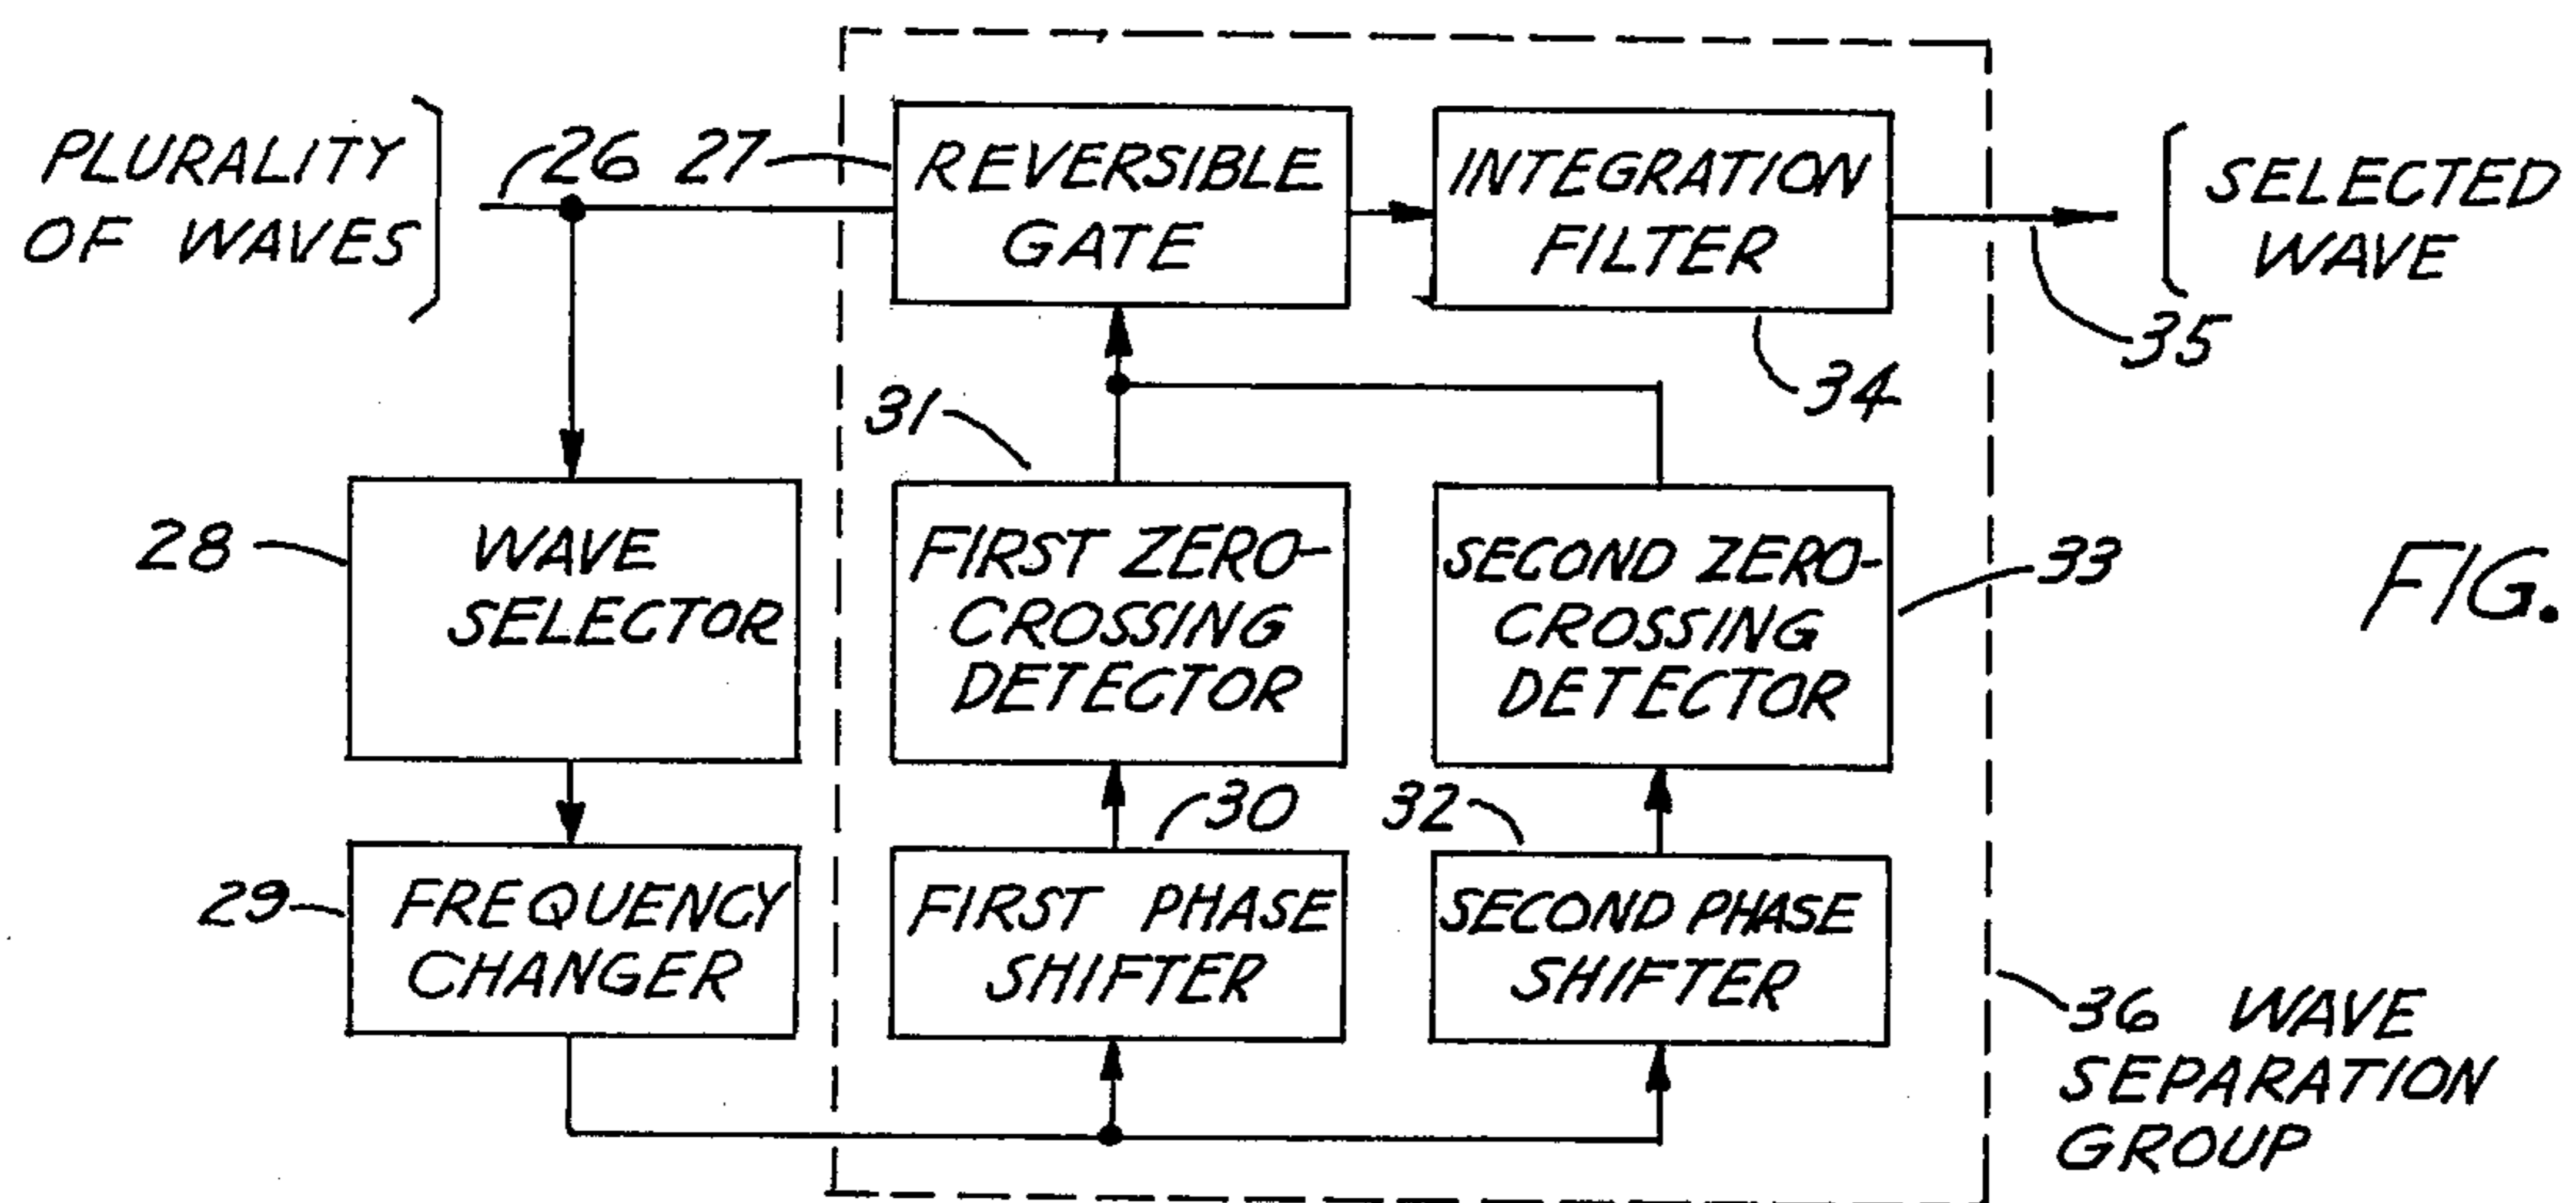 PLURALITY
OF WAVES
26
27
REVERSIBLE
GATE
INTEGRATION
FILTER
SELECTED
WAVE
35
34
31
28
WAVE
SELECTOR
FIRST ZERO-
CROSSING
DETECTOR
SECOND ZERO-
CROSSING
DETECTOR
33
FIG.
30
32
29
FREQUENCY
CHANGER
FIRST PHASE
SHIFTER
SECOND PHASE
SHIFTER
36 WAVE
SEPARATION
GROUP